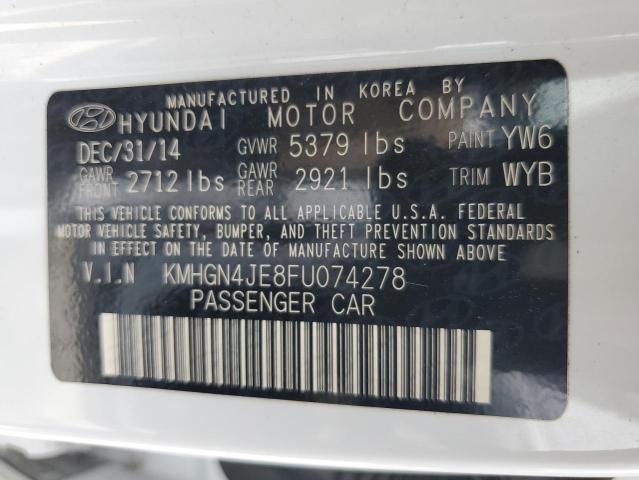 MANUFACTURED IN KOREA BY
HYUNDAI MOTOR COMPANY
DEC/31/14 GVWR 5379 lbs PAINT YW6
GAWR FRONT 2712 lbs GAWR REAR 2921 lbs TRIM WYB
THIS VEHICLE CONFORMS TO ALL APPLICABLE U.S.A. FEDERAL
MOTOR VEHICLE SAFETY, BUMPER, AND THEFT PREVENTION STANDARDS
IN EFFECT ON THE DATE OF MANUFACTURE SHOWN ABOVE
V.I.N KMHGN4JE8FU074278
PASSENGER CAR